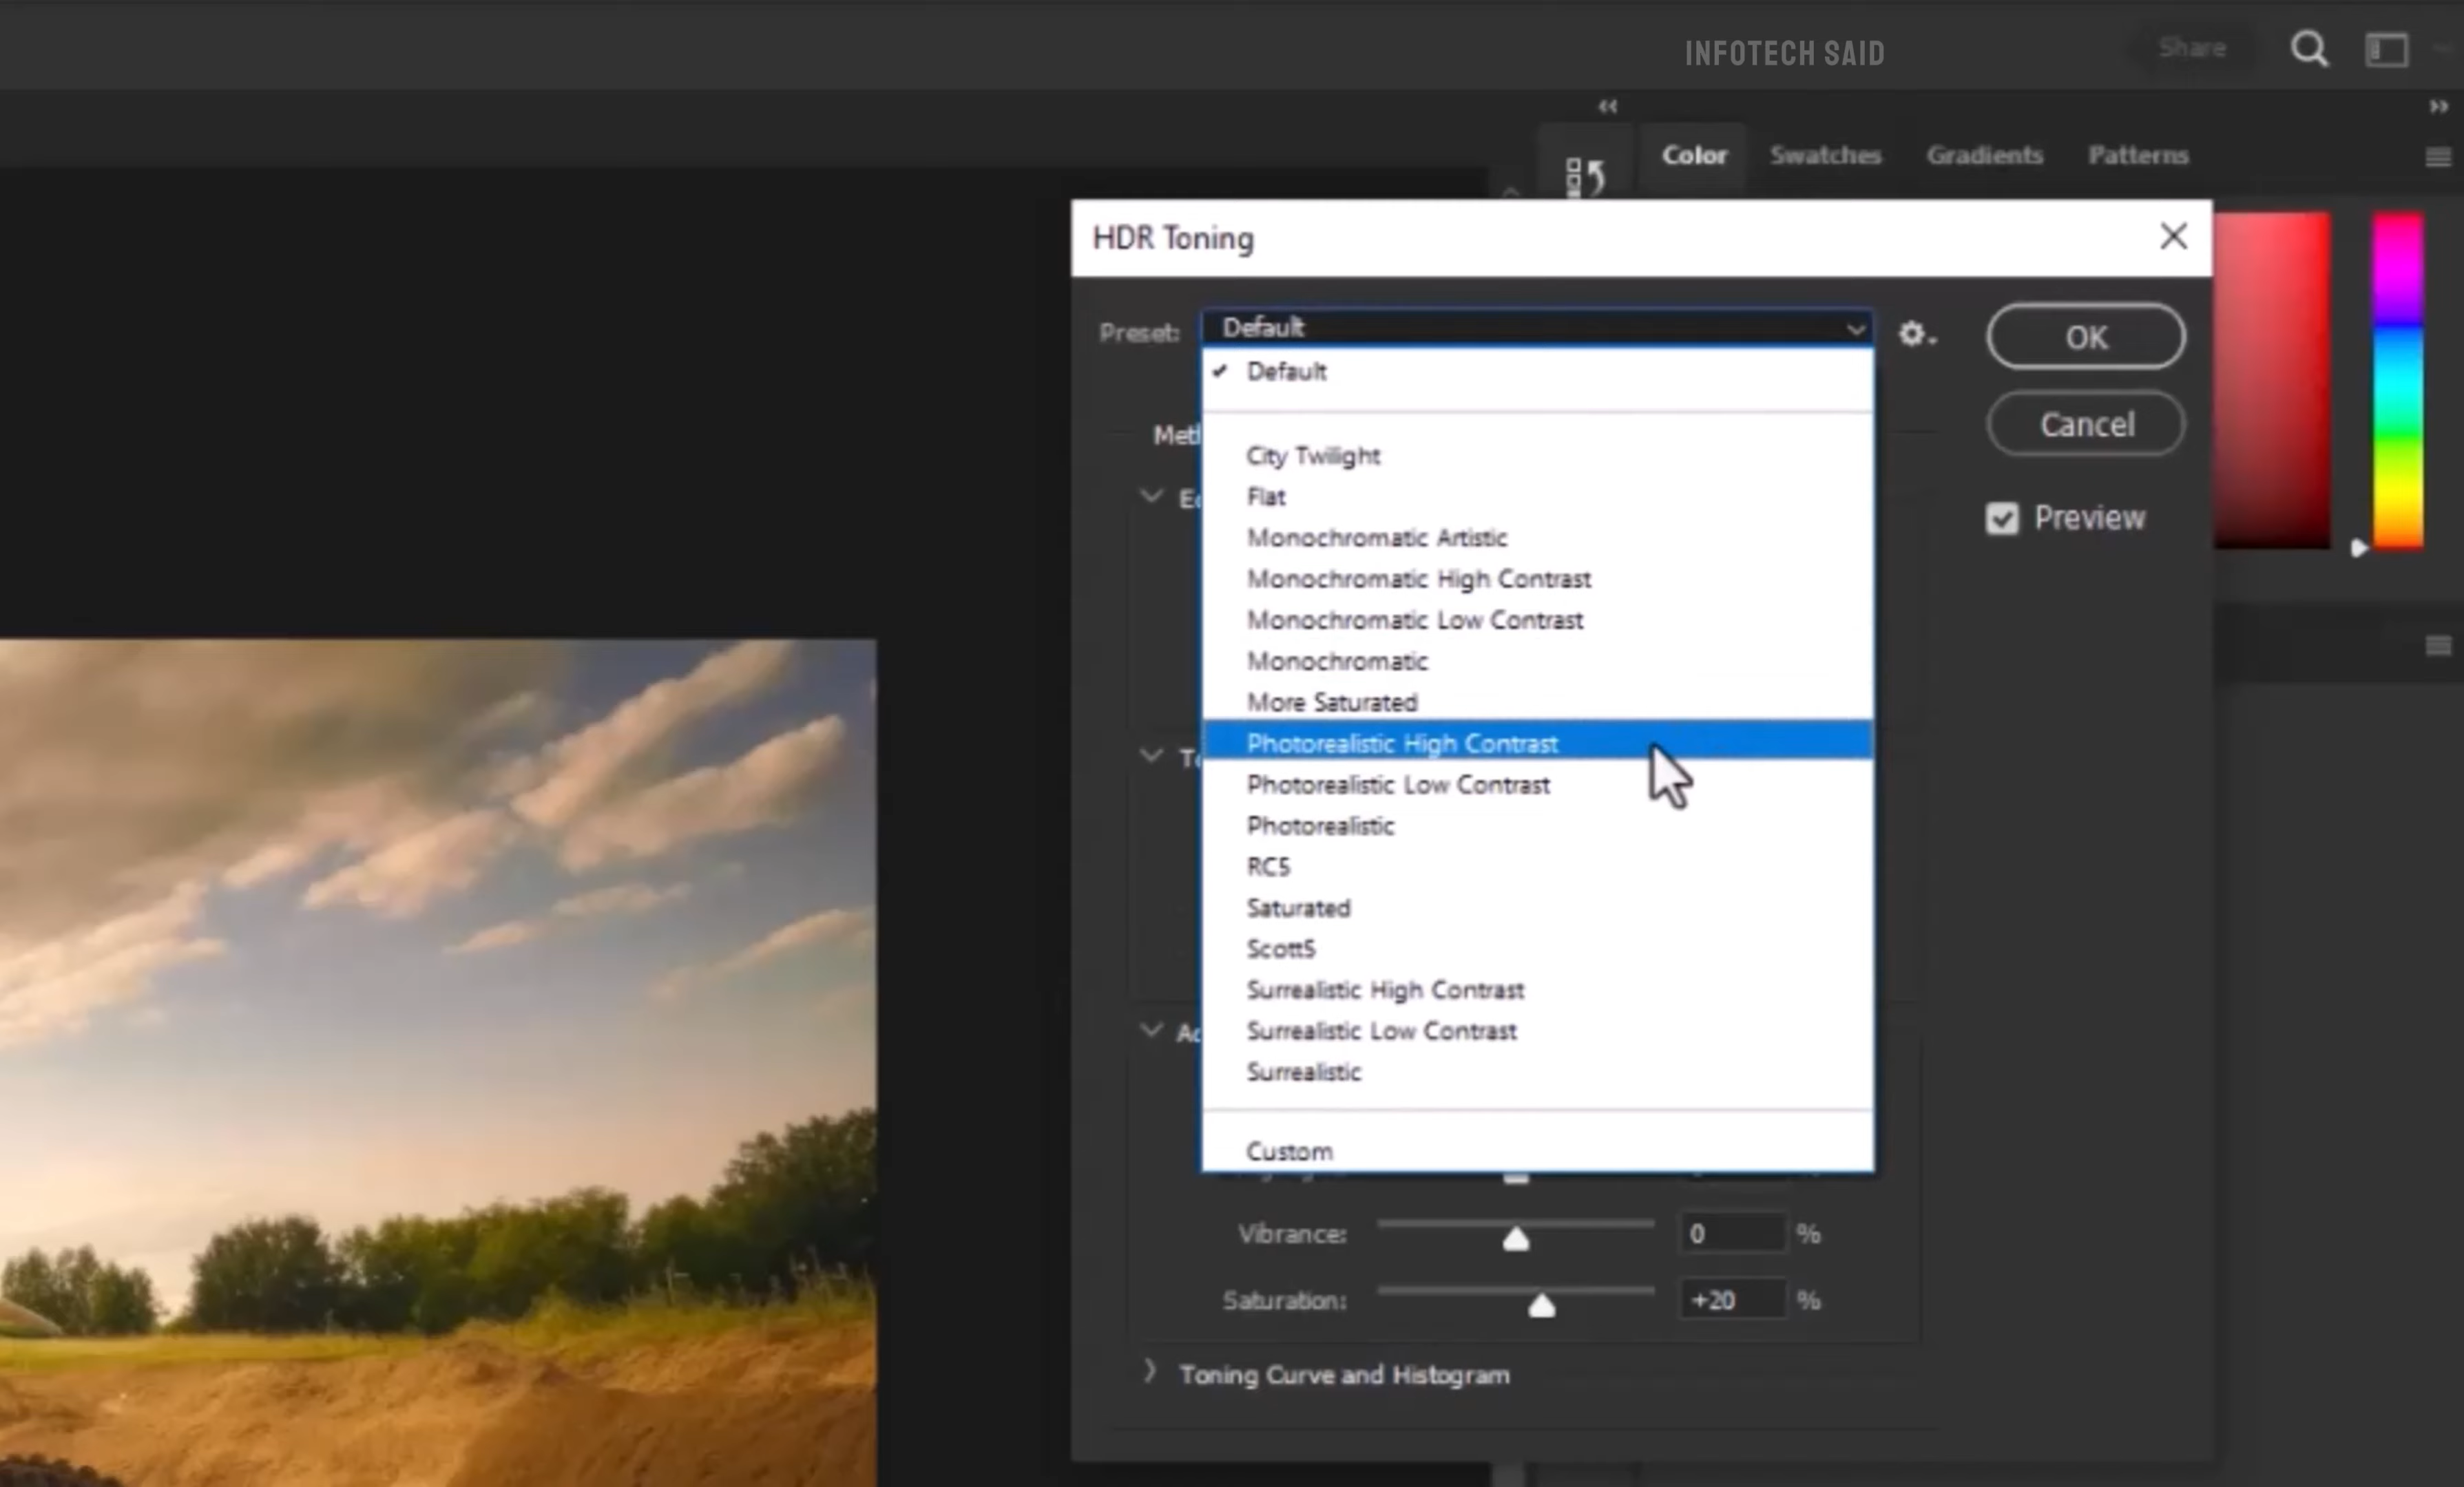 INFOTECH SAID
Share
Color Swatches Gradients Patterns
HDR Toning
Preset: Default
OK
Default
Cancel
City Twilight
Flat
Preview
Monochromatic Artistic
Monochromatic High Contrast
Monochromatic Low Contrast
Monochromatic
More Saturated
Photorealistic High Contrast
Photorealistic Low Contrast
Photorealistic
RC5
Saturated
Scott5
Surrealistic High Contrast
Surrealistic Low Contrast
Surrealistic
Custom
Vibrance: 0 %
Saturation: +20 %
Toning Curve and Histogram